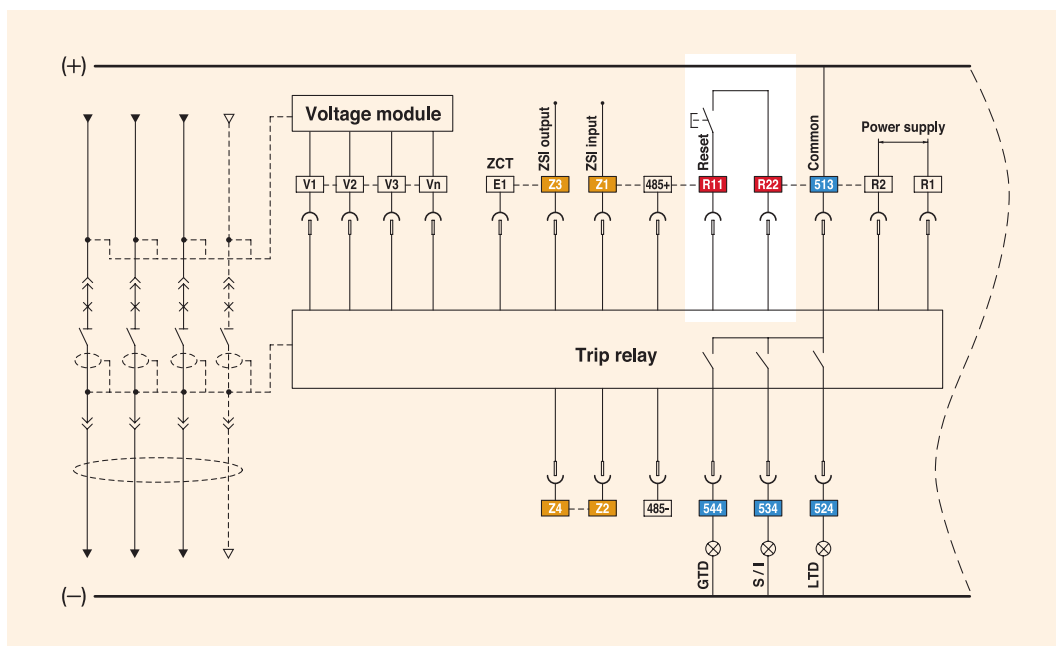 (+)
Voltage module
ZCT
ZSI output
ZSI input
Reset
Common
Power supply
V1
V2
V3
Vn
E1
Z3
Z1
485+
R11
R22
513
R2
R1
Trip relay
Z4
Z2
485-
544
534
524
GTD
S / I
LTD
(−)